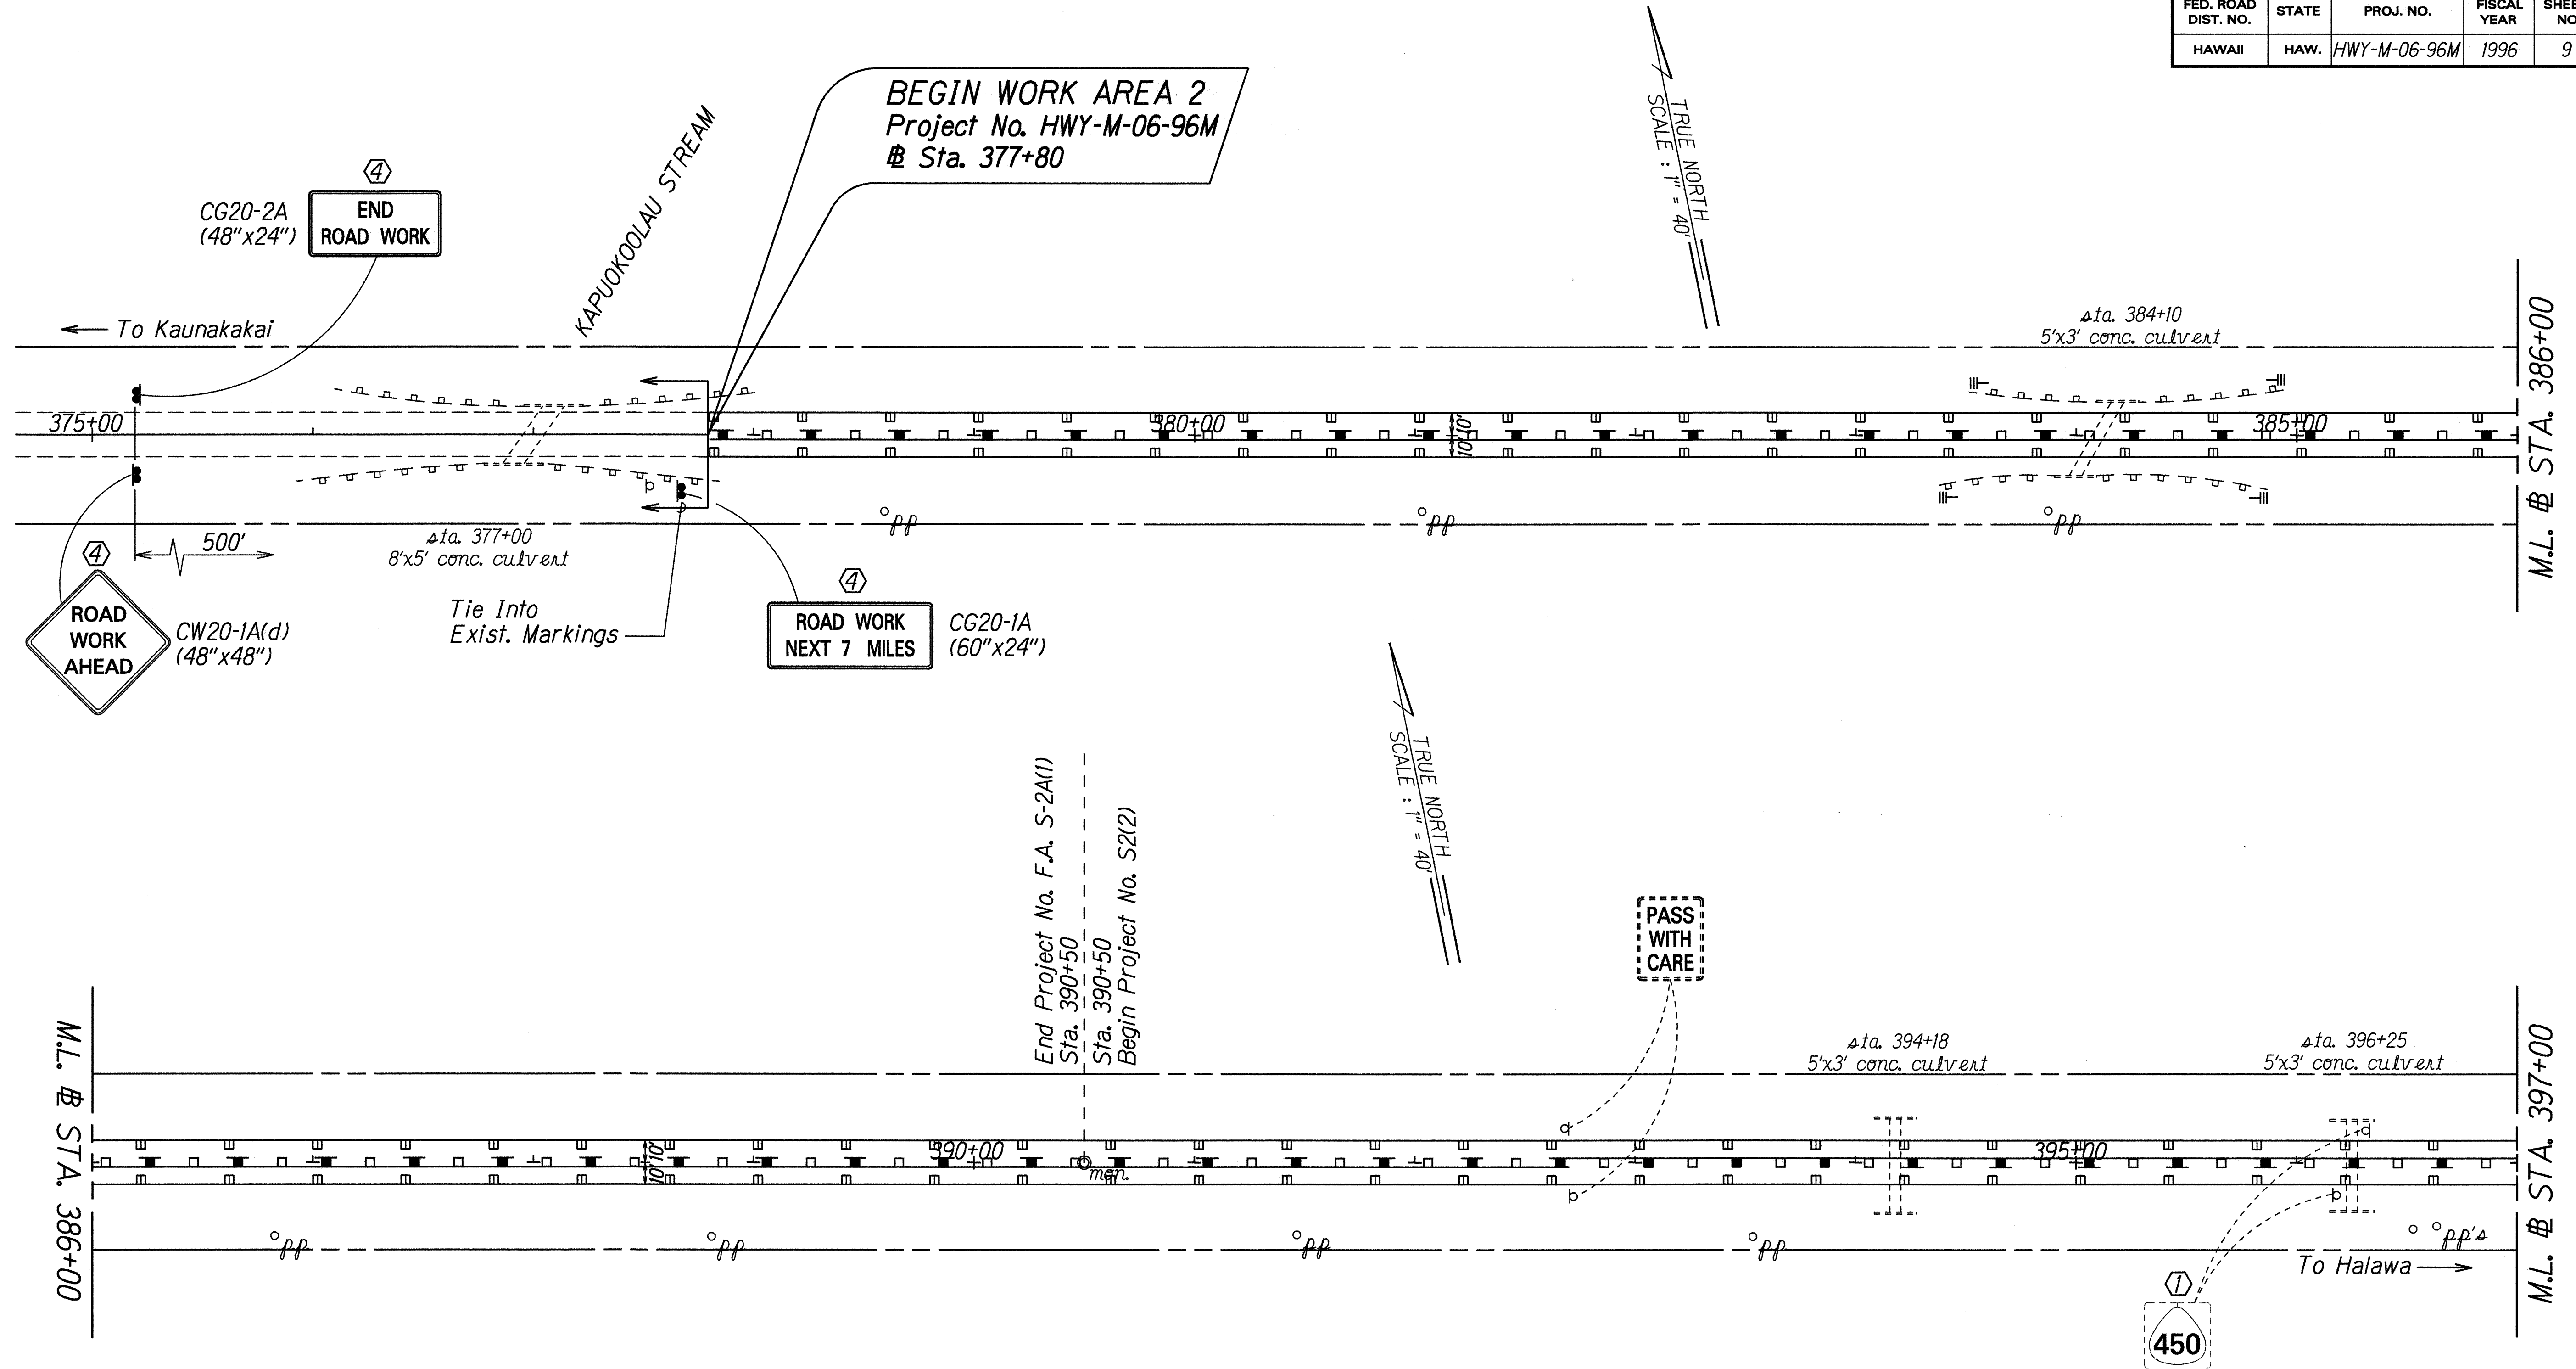 FED. ROAD DIST. NO.
STATE
PROJ. NO.
FISCAL YEAR
HAWAII
HAW.
HWY-M-06-96M
1996
9
BEGIN WORK AREA 2
Project No. HWY-M-06-96M
BL Sta. 377+80
KAPUOKOOLAU STREAM
TRUE NORTH
SCALE : 1" = 40'
4
CG20-2A
(48"x24")
END
ROAD WORK
To Kaunakakai
sta. 384+10
5'x3' conc. culvert
375+00
380+00
385+00
10'
10'
M.L. BL STA. 386+00
pp
pp
pp
500'
sta. 377+00
8'x5' conc. culvert
4
ROAD
WORK
AHEAD
CW20-1A(d)
(48"x48")
Tie Into
Exist. Markings
4
ROAD WORK
NEXT 7 MILES
CG20-1A
(60"x24")
TRUE NORTH
SCALE : 1" = 40'
End Project No. F.A. S-2A(1)
Sta. 390+50
Sta. 390+50
Begin Project No. S2(2)
PASS
WITH
CARE
sta. 394+18
5'x3' conc. culvert
sta. 396+25
5'x3' conc. culvert
M.L. BL STA. 386+00
10'
10'
390+00
mon.
395+00
M.L. BL STA. 397+00
pp
pp
pp
pp
pp's
To Halawa
1
450